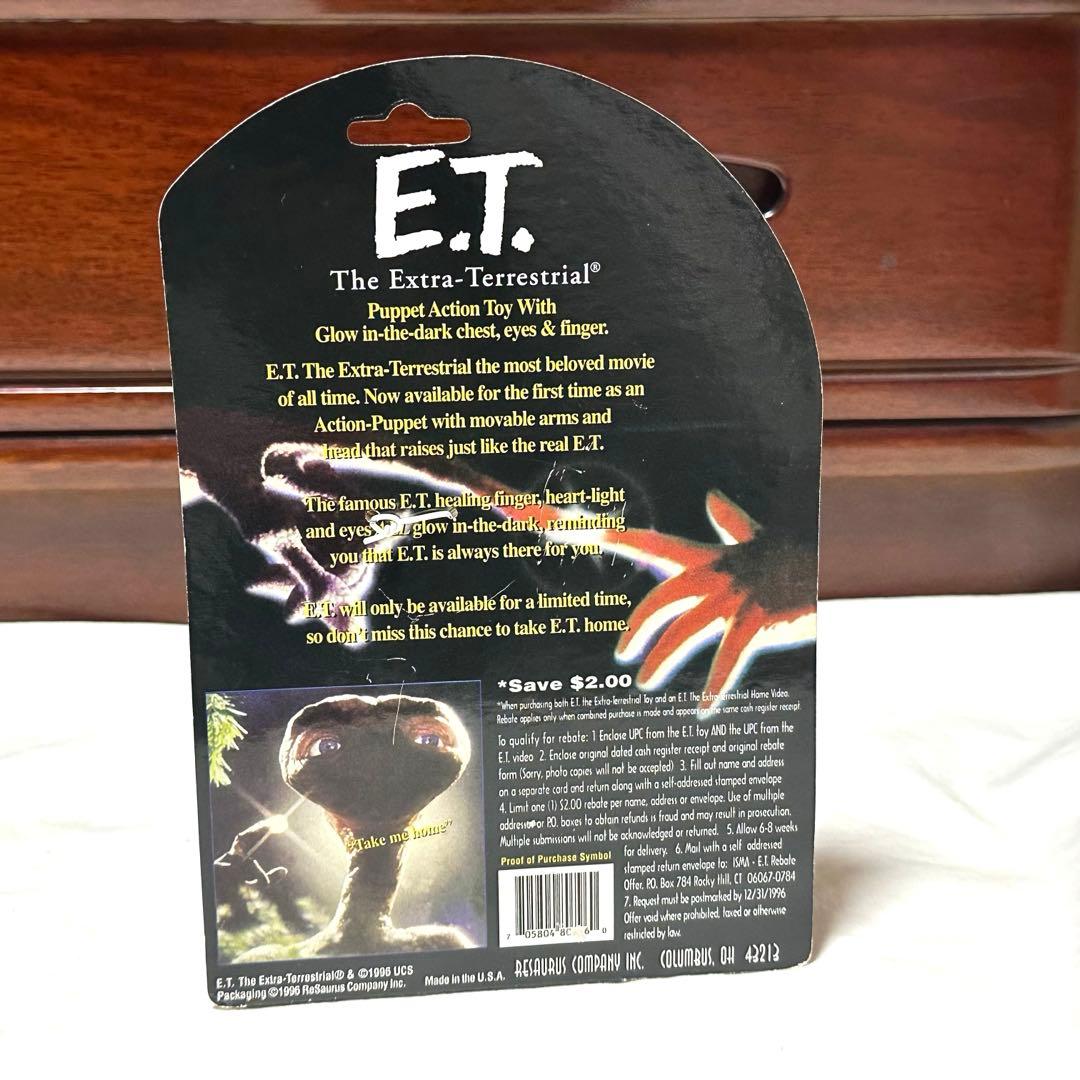 E.T.
The Extra-Terrestrial®
Puppet Action Toy With
Glow in-the-dark chest, eyes & finger.
E.T. The Extra-Terrestrial the most beloved movie
of all time. Now available for the first time as an
Action-Puppet with movable arms and
head that raises just like the real E.T.
The famous E.T. healing finger, heart-light
and eyes glow in-the-dark, reminding
you that E.T. is always there for you.
E.T. will only be available for a limited time,
so don't miss this chance to take E.T. home.
*Save $2.00
*When purchasing both E.T. the Extra-Terrestrial Toy and an E.T. The Extra-Terrestrial Home Video.
Rebate applies only when combined purchase is made and appears on the same cash register receipt.
To qualify for rebate: 1 Enclose UPC from the E.T. toy AND the UPC from the
E.T. video 2. Enclose original dated cash register receipt and original rebate
form (Sorry, photo copies will not be accepted) 3. Fill out name and address
on a separate card and return along with a self-addressed stamped envelope
4. Limit one (1) $2.00 rebate per name, address or envelope. Use of multiple
address or P.O. boxes to obtain refunds is fraud and may result in prosecution.
Multiple submissions will not be acknowledged or returned. 5. Allow 6-8 weeks
for delivery. 6. Mail with a self addressed
stamped return envelope to: ISMA - E.T. Rebate
Offer, P.O. Box 784 Rocky Hill, CT 06067-0784
7. Request must be postmarked by 12/31/1996
Offer void where prohibited, taxed or otherwise
restricted by law.
"Take me home"
Proof of Purchase Symbol
7 05804 6 0
E.T. The Extra-Terrestrial® & ©1996 UCS
Packaging ©1996 ReSaurus Company Inc.
Made in the U.S.A.
RESAURUS COMPANY INC. COLUMBUS, OH 43213